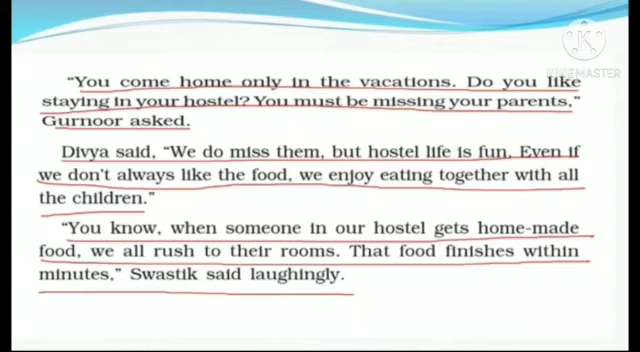 KINEMASTER
“You come home only in the vacations. Do you like
staying in your hostel? You must be missing your parents,”
Gurnoor asked.
Divya said, “We do miss them, but hostel life is fun. Even if
we don’t always like the food, we enjoy eating together with all
the children.”
“You know, when someone in our hostel gets home-made
food, we all rush to their rooms. That food finishes within
minutes,” Swastik said laughingly.